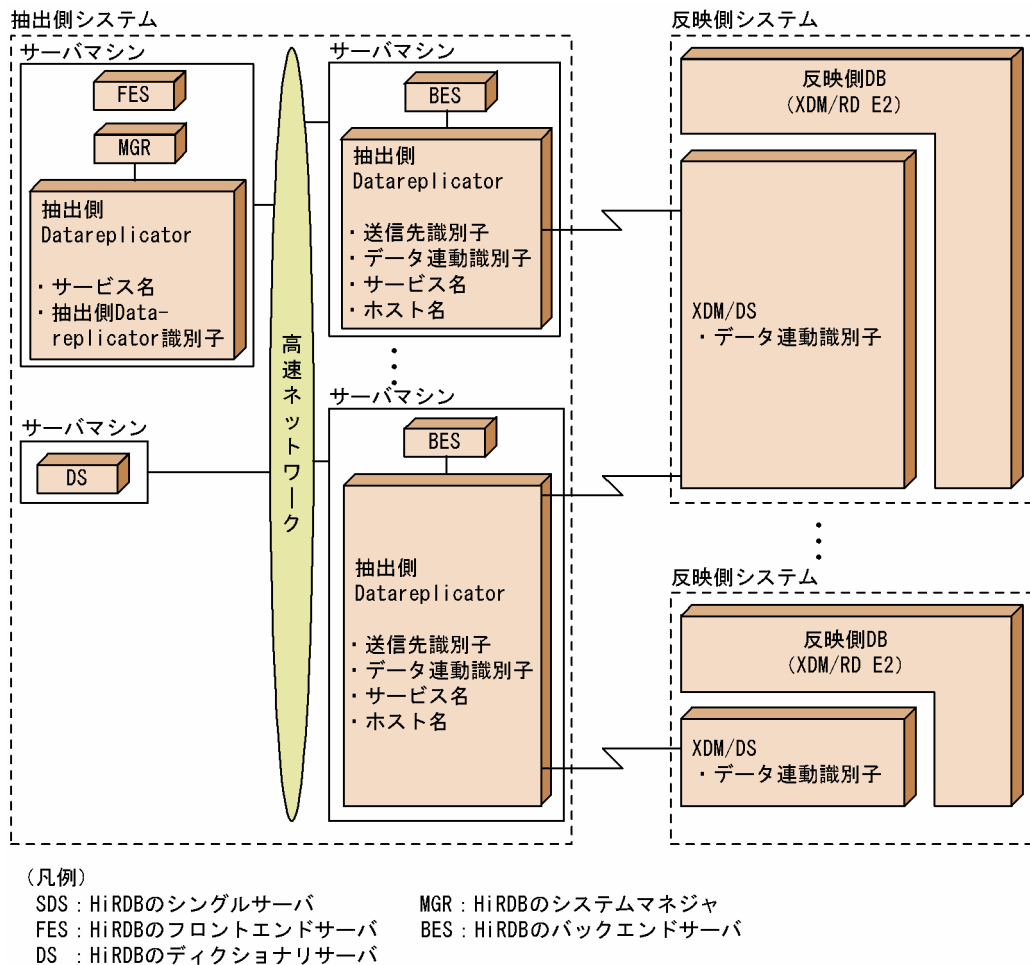 抽出側システム
サーバマシン
FES
MGR
抽出側
Datareplicator
・サービス名
・抽出側Data-
replicator識別子
サーバマシン
DS
高速ネットワーク
サーバマシン
BES
抽出側
Datareplicator
・送信先識別子
・データ連動識別子
・サービス名
・ホスト名
サーバマシン
BES
抽出側
Datareplicator
・送信先識別子
・データ連動識別子
・サービス名
・ホスト名
反映側システム
反映側DB
(XDM/RD E2)
XDM/DS
・データ連動識別子
反映側システム
反映側DB
(XDM/RD E2)
XDM/DS
・データ連動識別子
(凡例)
SDS:HiRDBのシングルサーバ MGR:HiRDBのシステムマネジャ
FES:HiRDBのフロントエンドサーバ BES:HiRDBのバックエンドサーバ
DS :HiRDBのディクショナリサーバ